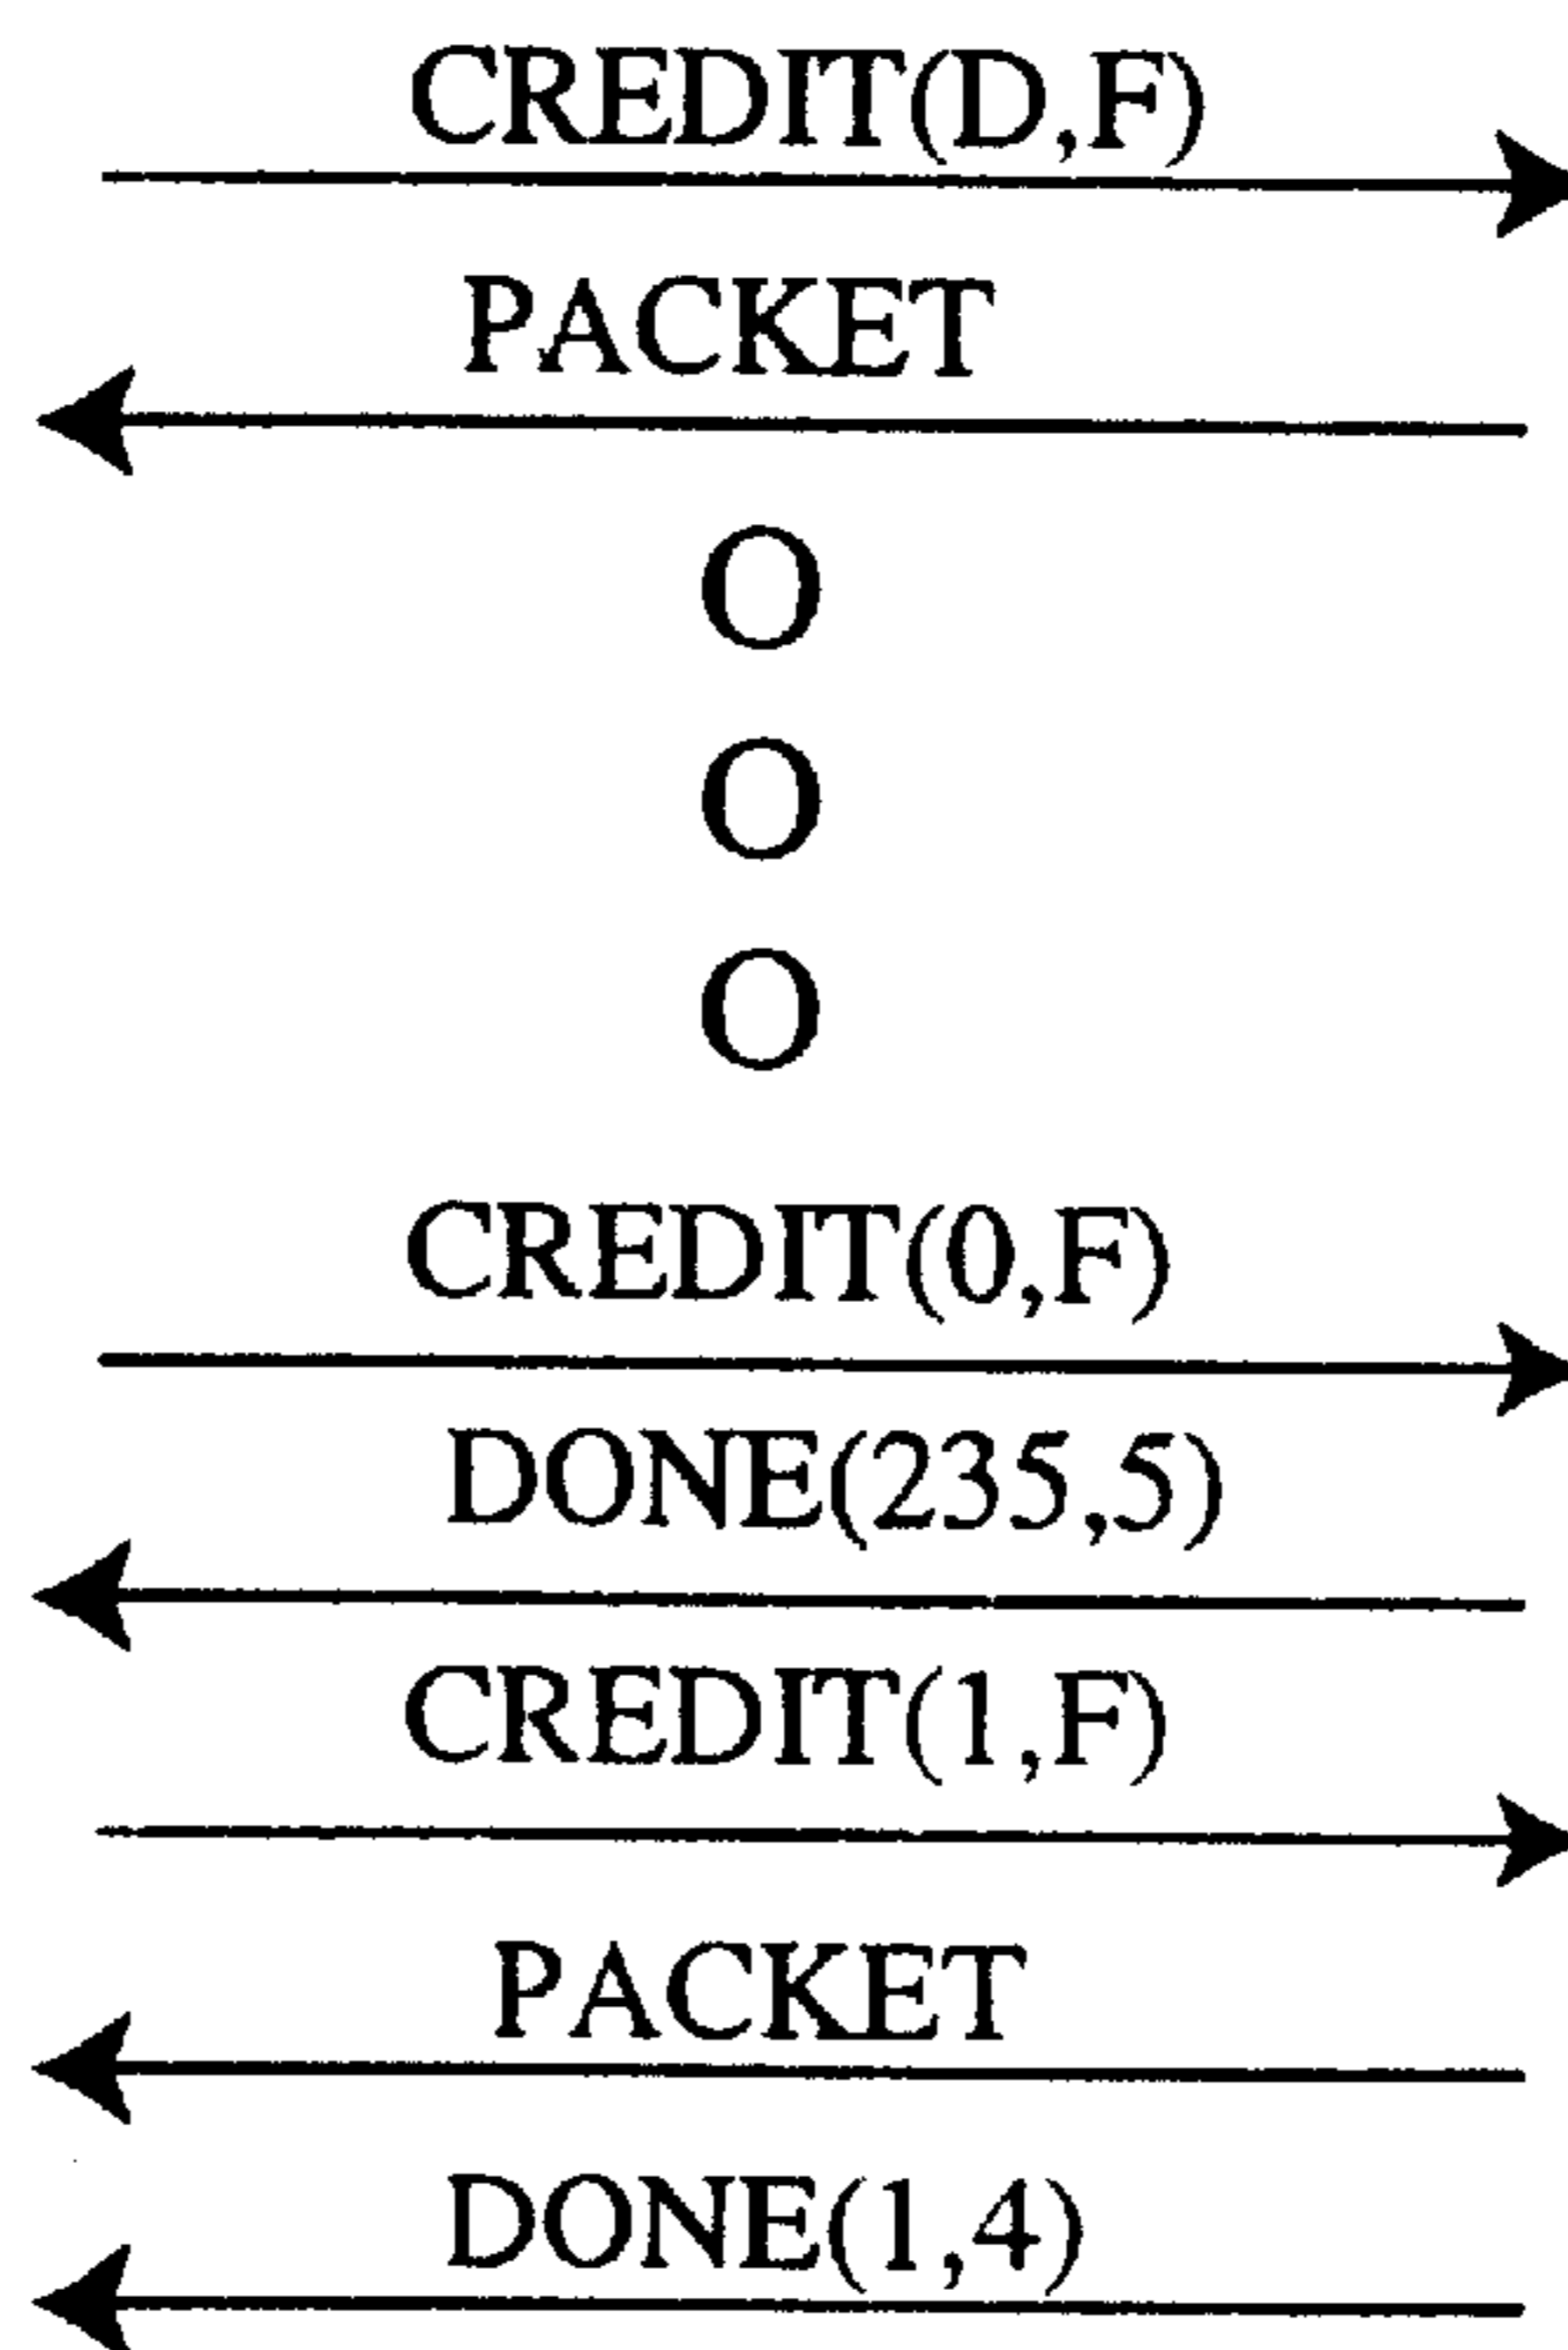 CREDIT(D,F)
PACKET
O
O
O
CREDIT(0,F)
DONE(235,5)
CREDIT(1,F)
PACKET
DONE(1,4)